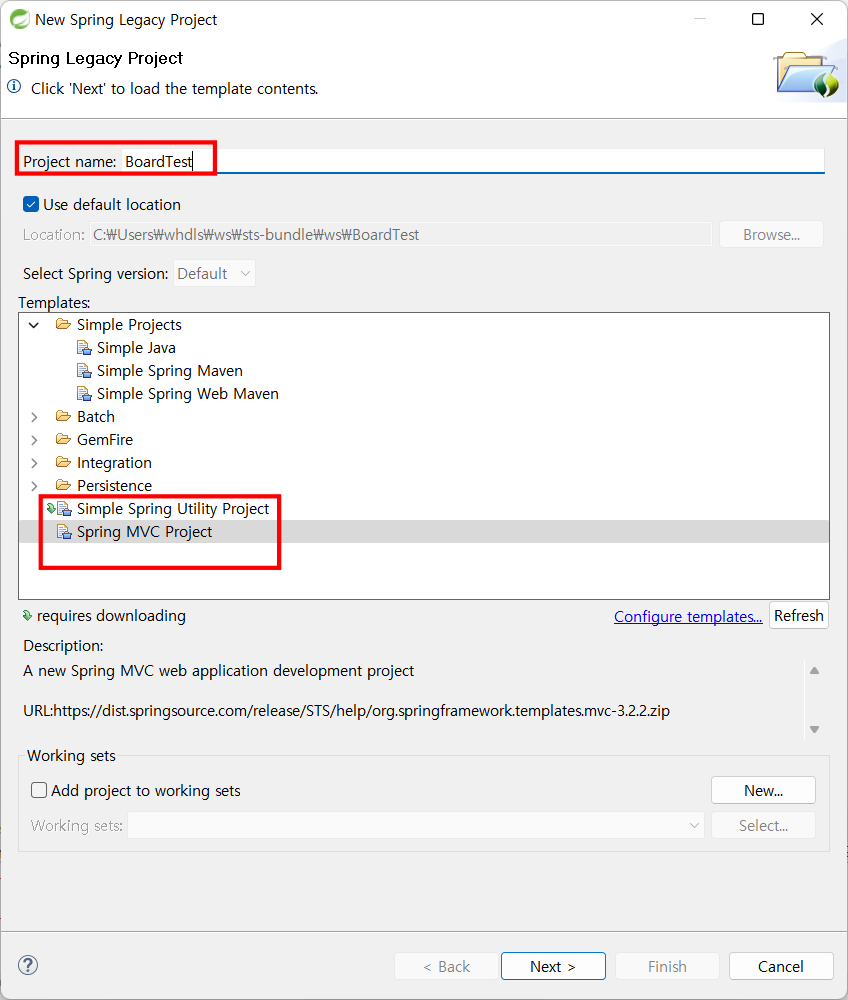 New Spring Legacy Project
Spring Legacy Project
Click 'Next' to load the template contents.
Project name: BoardTest
Use default location
Location: C:₩Users₩whdls₩ws₩sts-bundle₩ws₩BoardTest Browse...
Select Spring version: Default
Templates:
Simple Projects
Simple Java
Simple Spring Maven
Simple Spring Web Maven
Batch
GemFire
Integration
Persistence
Simple Spring Utility Project
Spring MVC Project
requires downloading Configure templates... Refresh
Description:
A new Spring MVC web application development project
URL:https://dist.springsource.com/release/STS/help/org.springframework.templates.mvc-3.2.2.zip
Working sets
Add project to working sets New...
Working sets: Select...
? < Back Next > Finish Cancel